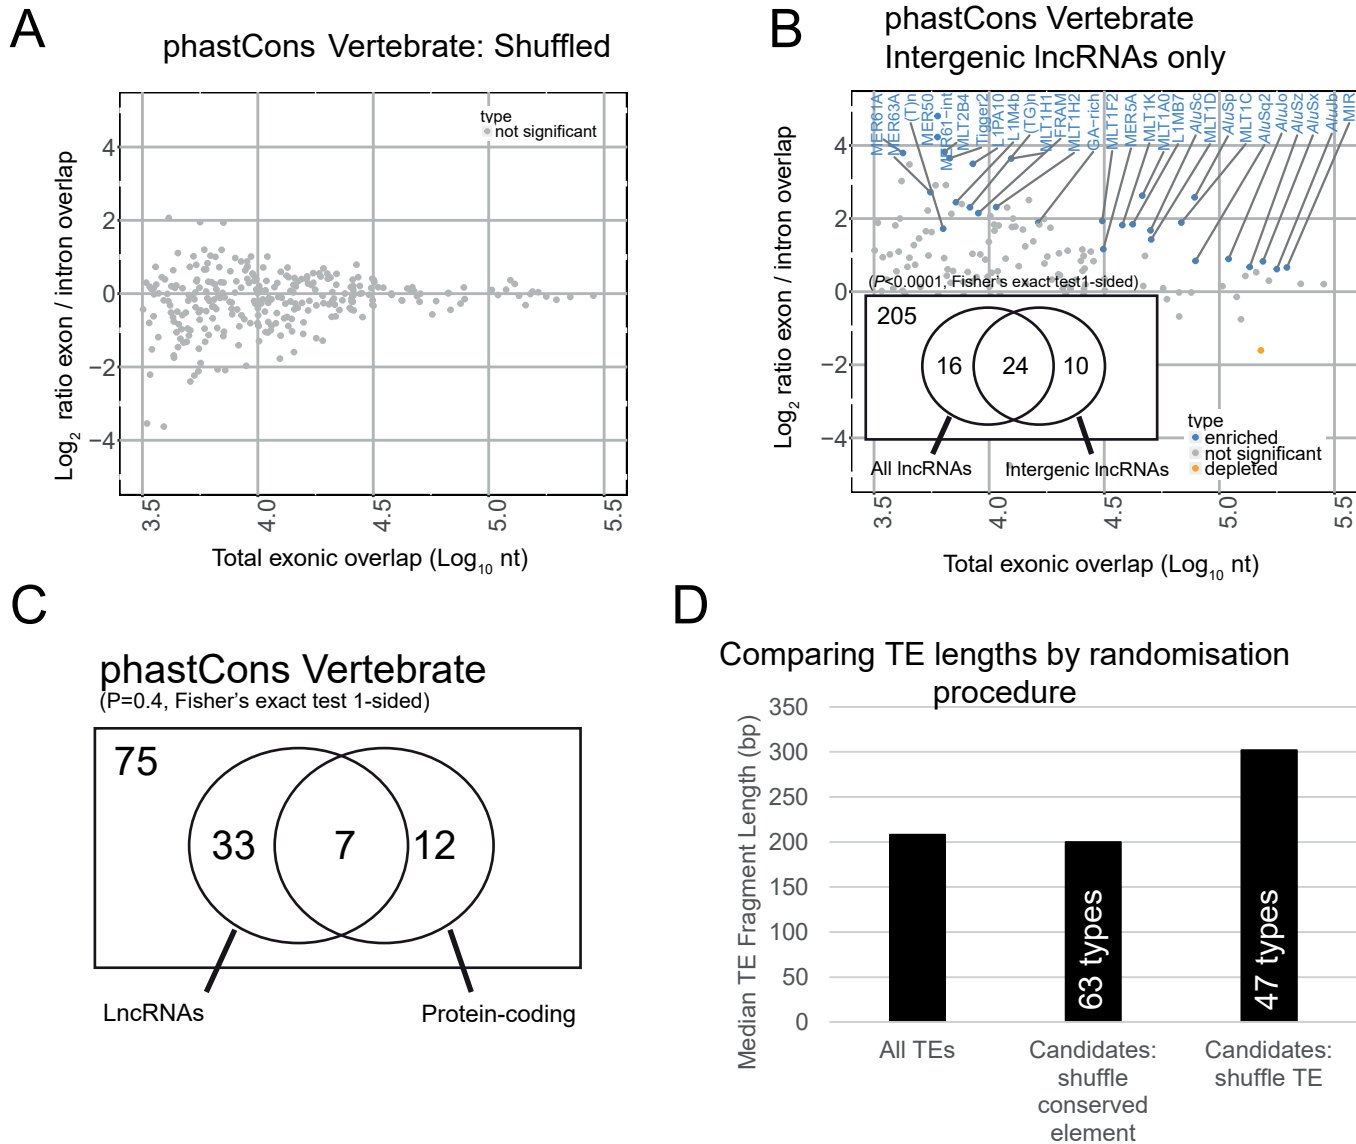 A
phastCons Vertebrate: Shuffled
type
not significant
4
2
0
−2
−4
Log2 ratio exon / intron overlap
3.5
4.0
4.5
5.0
5.5
Total exonic overlap (Log10 nt)
B
phastCons Vertebrate
Intergenic lncRNAs only
MER61A
MER63A
(T)n
MER50
MER61-int
MLT2B4
Tigger2
L1PA10
L1M4b
(TG)n
MLT1H1
FRAM
MLT1H2
GA−rich
MLT1F2
MER5A
MLT1K
MLT1A0
L1MB7
AluSc
MLT1D
AluSp
MLT1C
AluSq2
AluJo
AluSz
AluSx
AluJb
MIR
4
2
0
−2
−4
Log2 ratio exon / intron overlap
(P<0.0001, Fisher's exact test1-sided)
205
16
24
10
All lncRNAs
Intergenic lncRNAs
type
enriched
not significant
depleted
3.5
4.0
4.5
5.0
5.5
Total exonic overlap (Log10 nt)
C
phastCons Vertebrate
(P=0.4, Fisher's exact test 1-sided)
75
33
7
12
LncRNAs
Protein-coding
D
Comparing TE lengths by randomisation
procedure
Median TE Fragment Length (bp)
350
300
250
200
150
100
50
0
63 types
47 types
All TEs
Candidates:
shuffle
conserved
element
Candidates:
shuffle TE